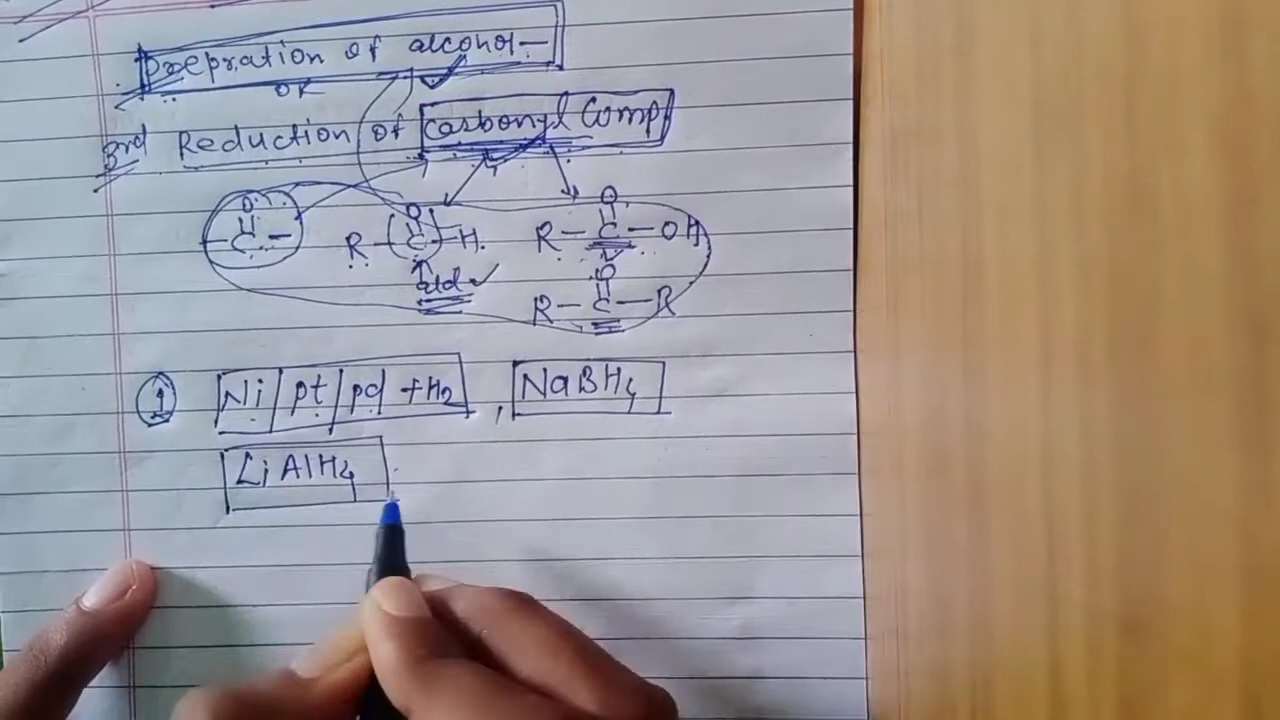 Prepration of alcohol—
OR
3rd Reduction of Carbonyl Comp
O O O
—C— R—(C)—H. R—C—OH
ald ✓ O
R—C—R
① Ni/pt/pd +H2 , NaBH4
LiAlH4